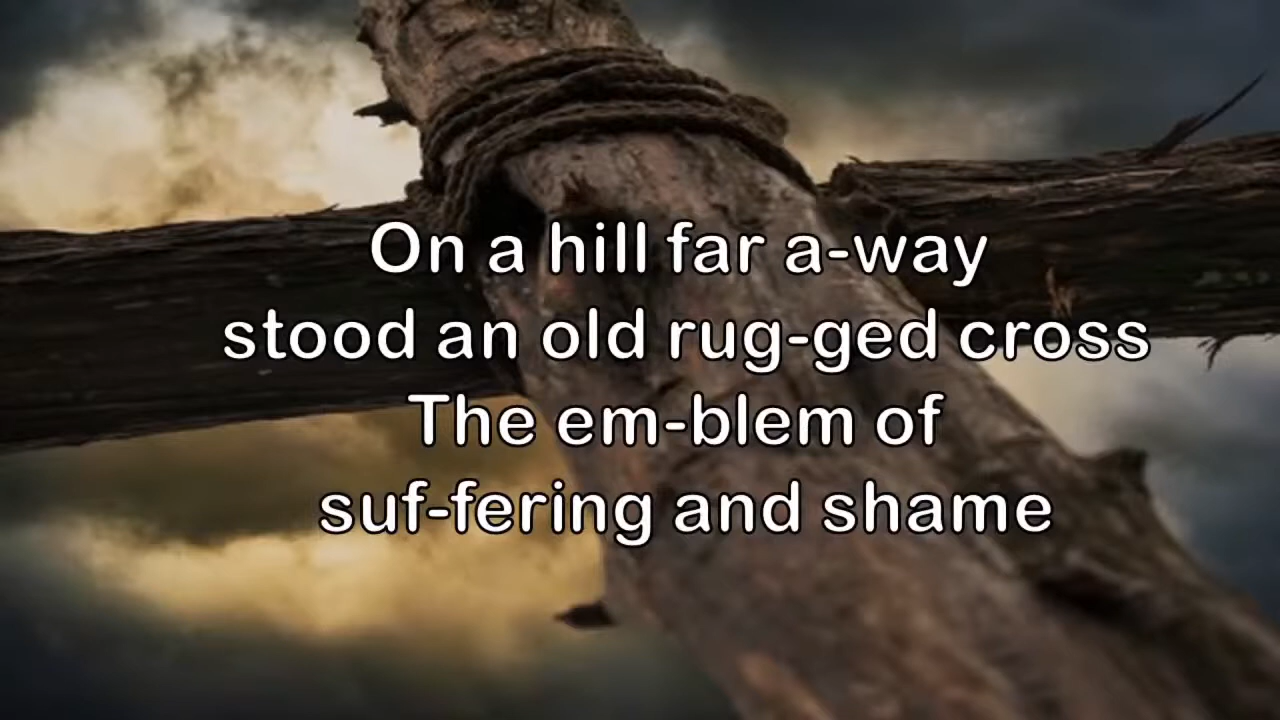 On a hill far a-way
stood an old rug-ged cross
The em-blem of
suf-fering and shame